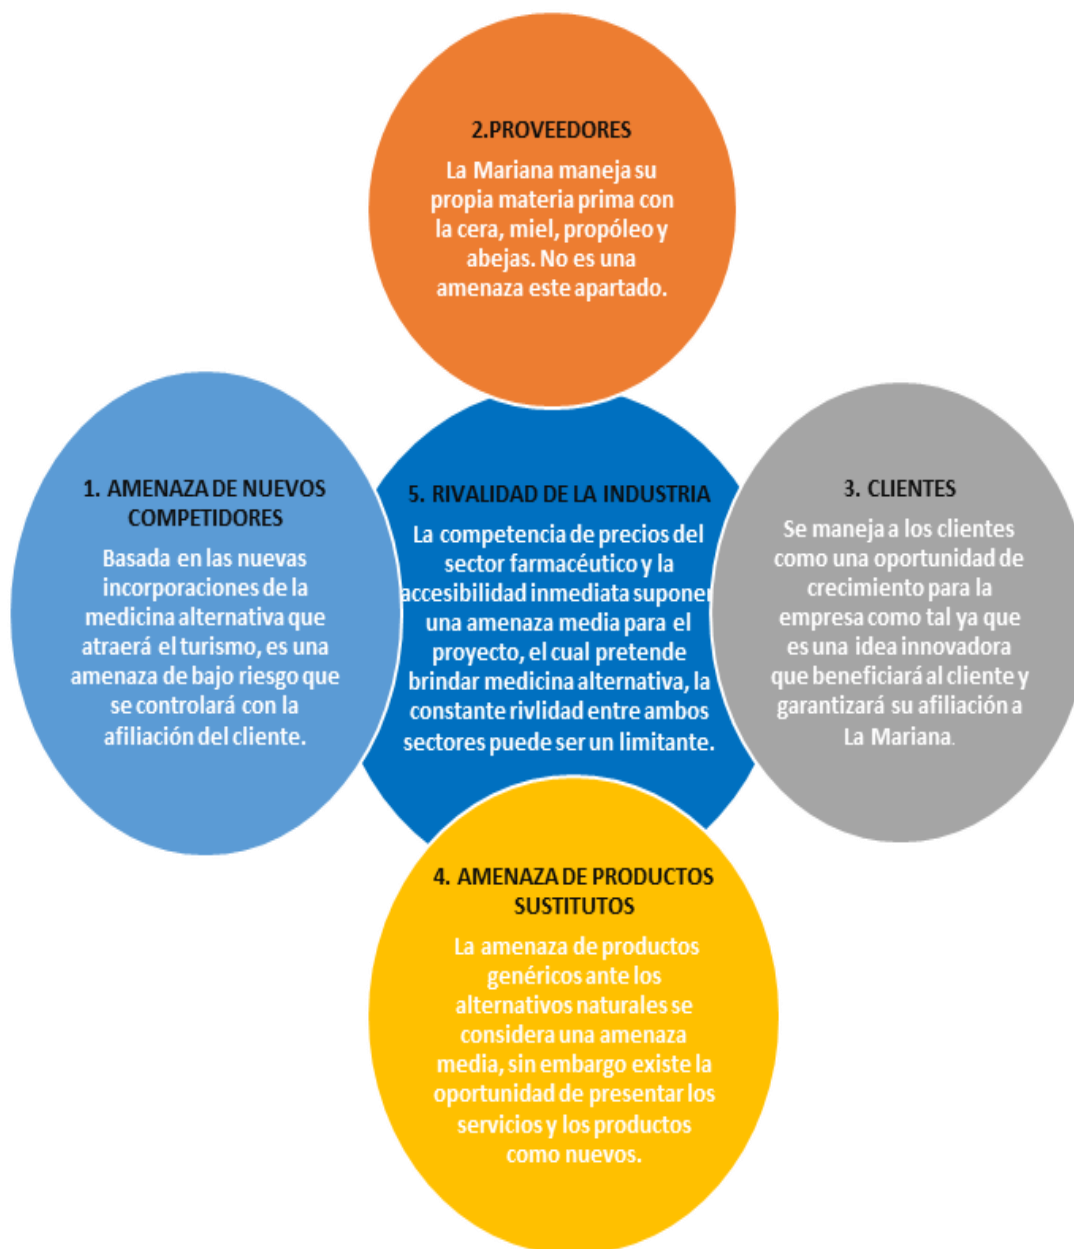 2.PROVEEDORES
La Mariana maneja su
propia materia prima con
la cera, miel, propóleo y
abejas. No es una
amenaza este apartado.
1. AMENAZA DE NUEVOS
COMPETIDORES
Basada en las nuevas
incorporaciones de la
medicina alternativa que
atraerá el turismo, es una
amenaza de bajo riesgo que
se controlará con la
afiliación del cliente.
5. RIVALIDAD DE LA INDUSTRIA
La competencia de precios del
sector farmacéutico y la
accesibilidad inmediata suponen
una amenaza media para el
proyecto, el cual pretende
brindar medicina alternativa, la
constante rivlidad entre ambos
sectores puede ser un limitante.
3. CLIENTES
Se maneja a los clientes
como una oportunidad de
crecimiento para la
empresa como tal ya que
es una idea innovadora
que beneficiará al cliente y
garantizará su afiliación a
La Mariana.
4. AMENAZA DE PRODUCTOS
SUSTITUTOS
La amenaza de productos
genéricos ante los
alternativos naturales se
considera una amenaza
media, sin embargo existe la
oportunidad de presentar los
servicios y los productos
como nuevos.